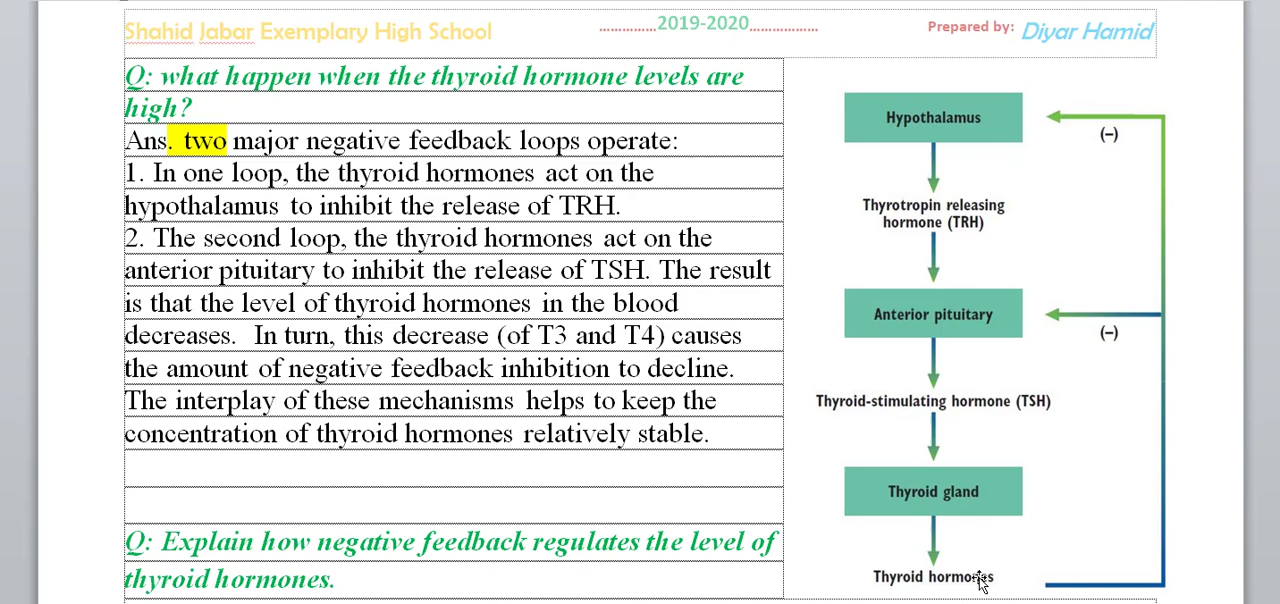 Shahid Jabar Exemplary High School
...............2019-2020.................
Prepared by: Diyar Hamid
Q: what happen when the thyroid hormone levels are
high?
Ans. two major negative feedback loops operate:
1. In one loop, the thyroid hormones act on the
hypothalamus to inhibit the release of TRH.
2. The second loop, the thyroid hormones act on the
anterior pituitary to inhibit the release of TSH. The result
is that the level of thyroid hormones in the blood
decreases. In turn, this decrease (of T3 and T4) causes
the amount of negative feedback inhibition to decline.
The interplay of these mechanisms helps to keep the
concentration of thyroid hormones relatively stable.
Q: Explain how negative feedback regulates the level of
thyroid hormones.
Hypothalamus
(–)
Thyrotropin releasing
hormone (TRH)
Anterior pituitary
(–)
Thyroid-stimulating hormone (TSH)
Thyroid gland
Thyroid hormones